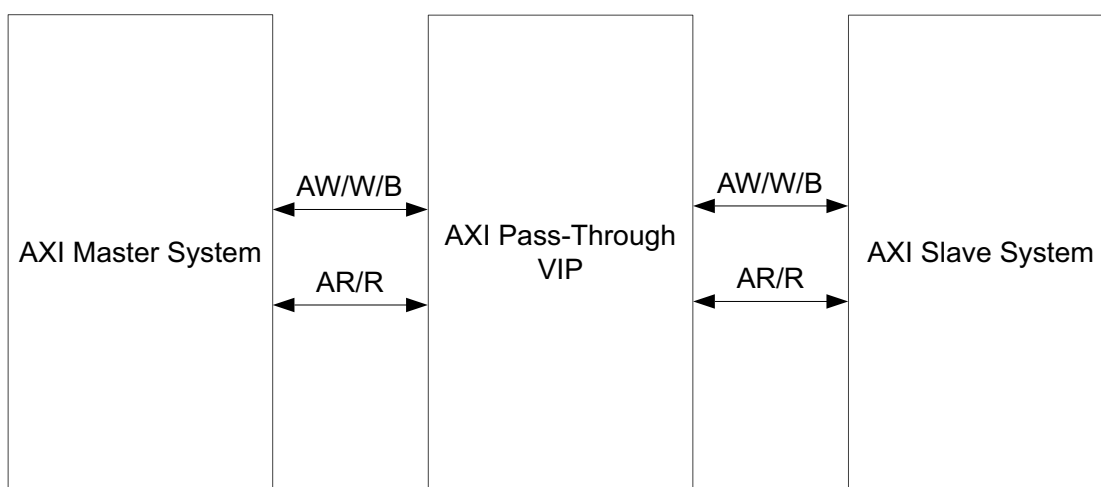 AXI Master System
AW/W/B
AR/R
AXI Pass-Through
VIP
AW/W/B
AR/R
AXI Slave System